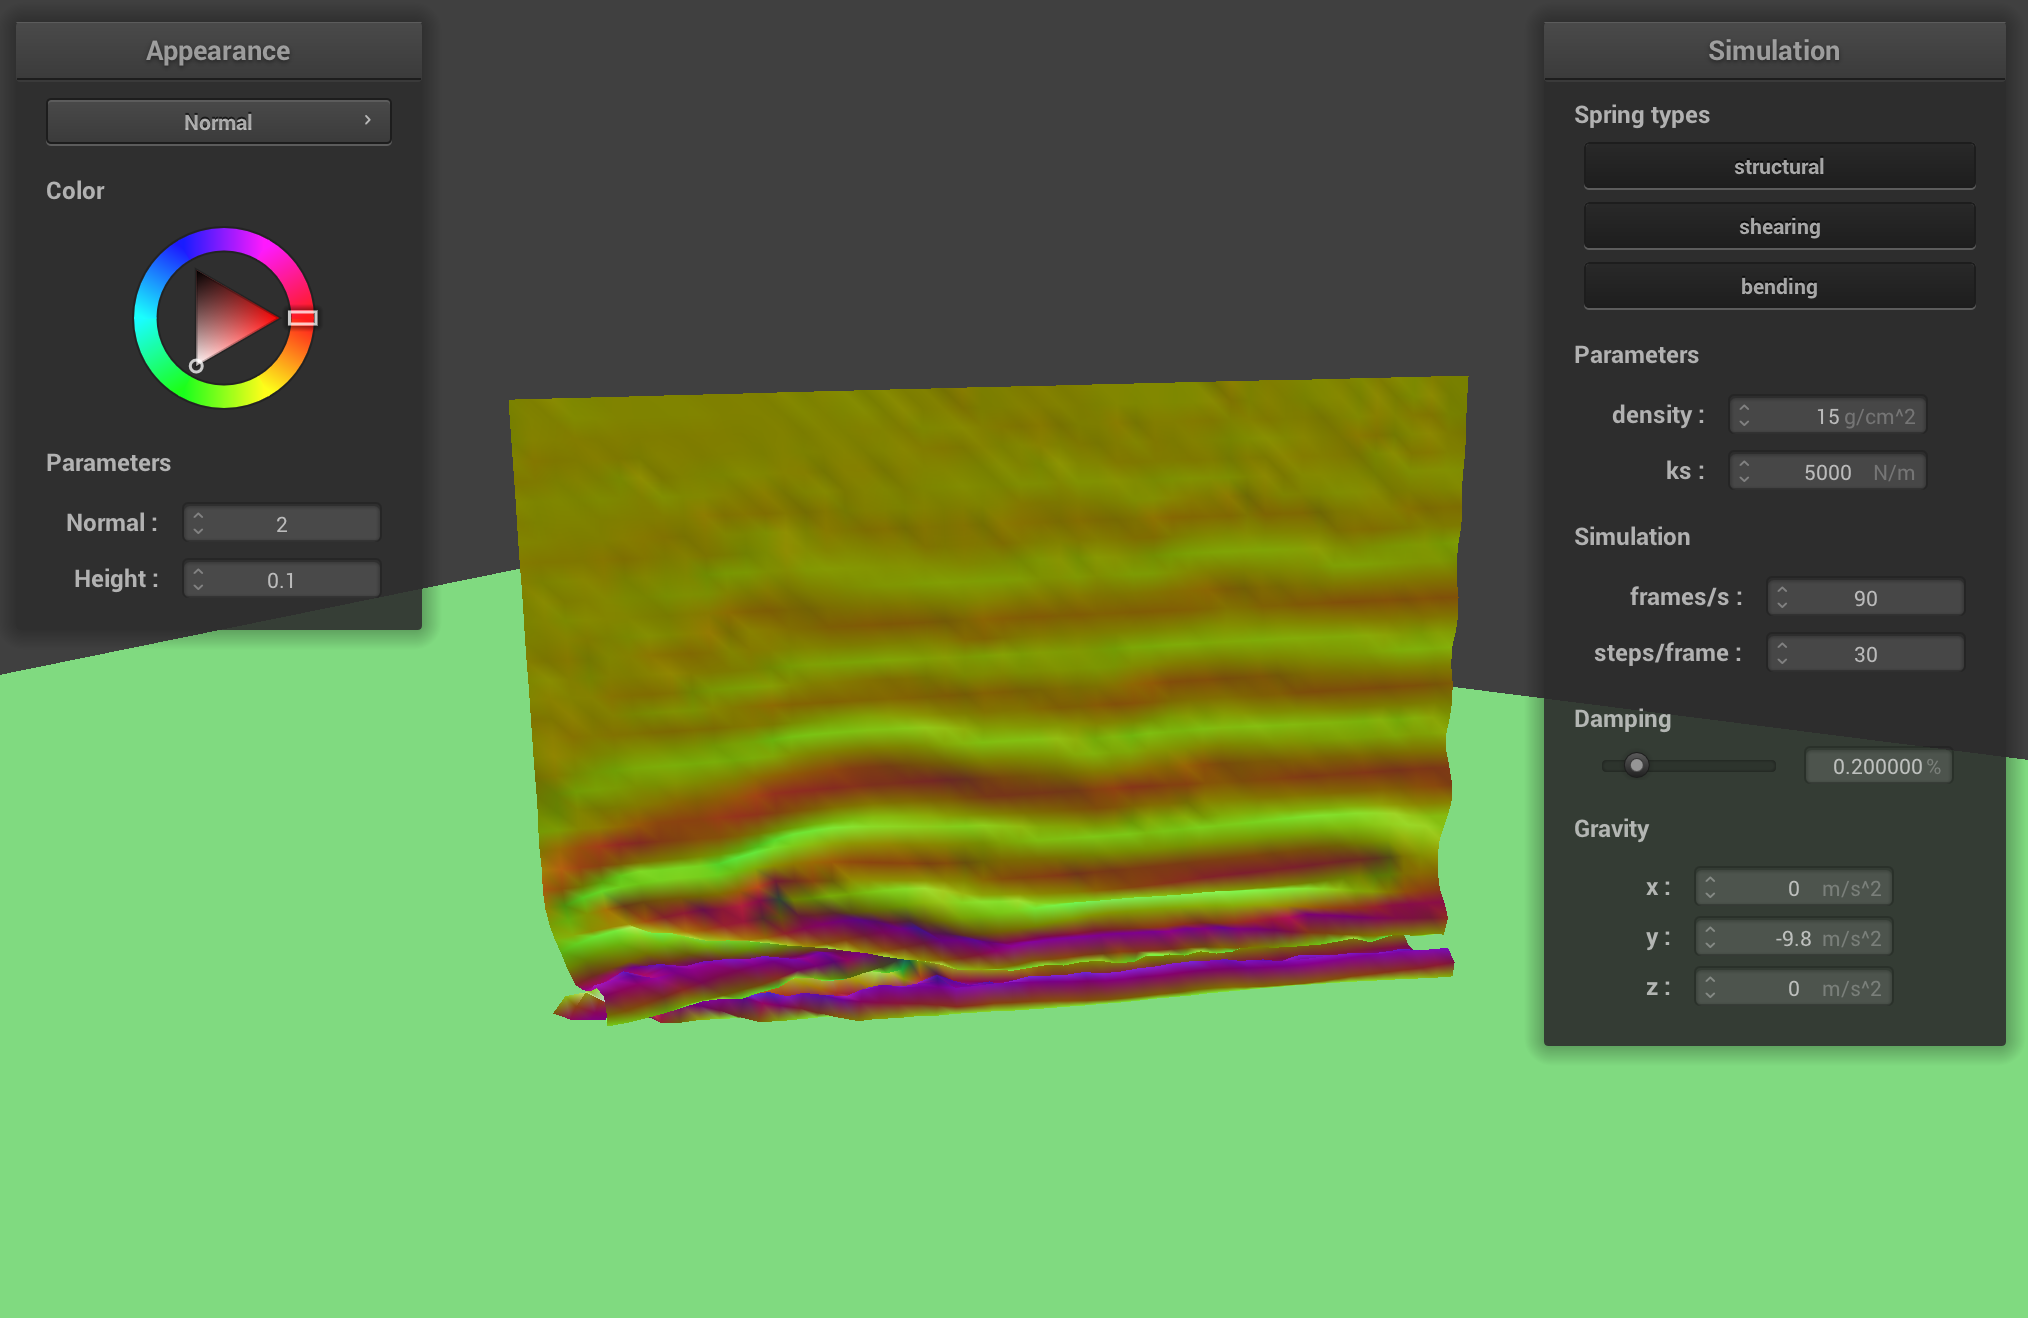 Appearance
Normal
Color
Parameters
Normal : 2
Height : 0.1
Simulation
Spring types
structural
shearing
bending
Parameters
density : 15 g/cm^2
ks : 5000 N/m
Simulation
frames/s : 90
steps/frame : 30
Damping
0.200000 %
Gravity
x : 0 m/s^2
y : -9.8 m/s^2
z : 0 m/s^2